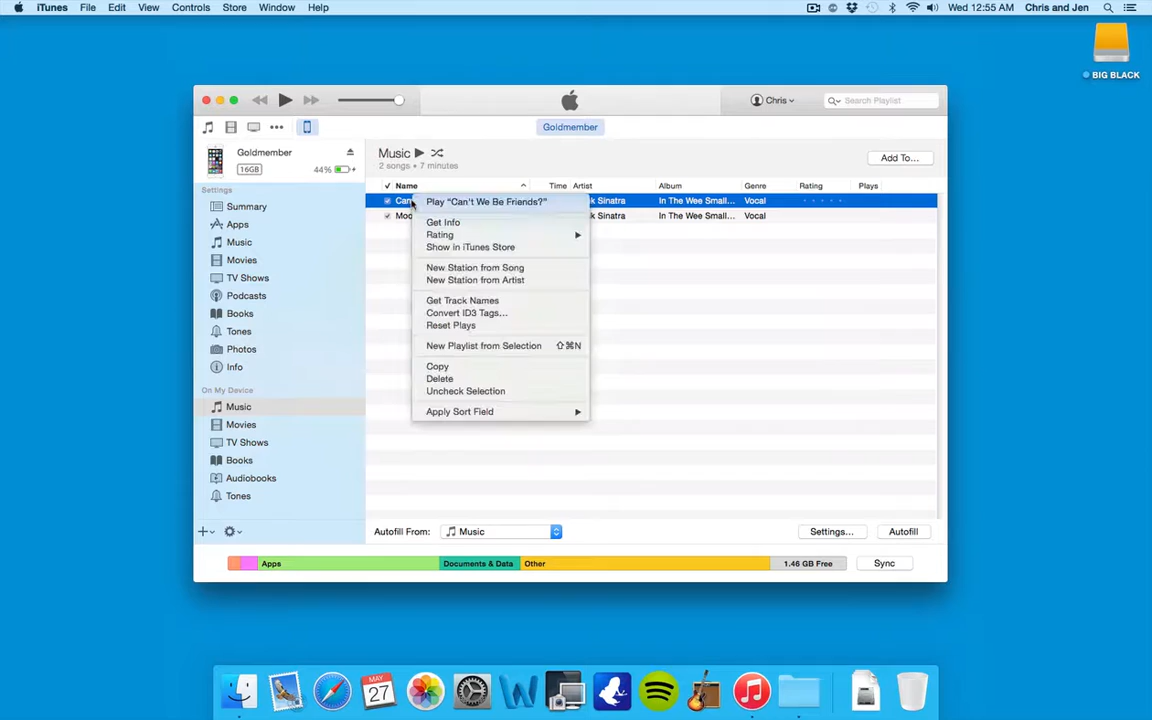 iTunes File Edit View Controls Store Window Help Wed 12:55 AM Chris and Jen
BIG BLACK
Chris Search Playlist
Goldmember
Goldmember
16GB 44%
Music
2 songs • 7 minutes
Add To...
Settings
Summary
Apps
Music
Movies
TV Shows
Podcasts
Books
Tones
Photos
Info
On My Device
Music
Movies
TV Shows
Books
Audiobooks
Tones
Name Time Artist Album Genre Rating Plays
Sinatra In The Wee Small... Vocal
Sinatra In The Wee Small... Vocal
Play “Can't We Be Friends?”
Get Info
Rating
Show in iTunes Store
New Station from Song
New Station from Artist
Get Track Names
Convert ID3 Tags...
Reset Plays
New Playlist from Selection ⇧⌘N
Copy
Delete
Uncheck Selection
Apply Sort Field
Autofill From: Music Settings... Autofill
Apps Documents & Data Other 1.46 GB Free Sync
MAY
27